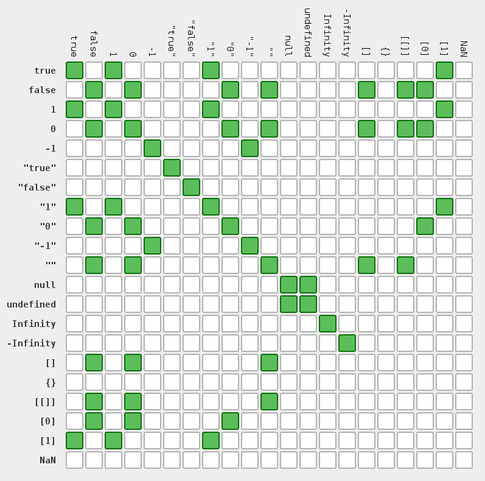 true false 1 0 -1 "true" "false" "1" "0" "-1" "" null undefined Infinity -Infinity [] {} [[]] [0] [1] NaN
true
false
1
0
-1
"true"
"false"
"1"
"0"
"-1"
""
null
undefined
Infinity
-Infinity
[]
{}
[[]]
[0]
[1]
NaN